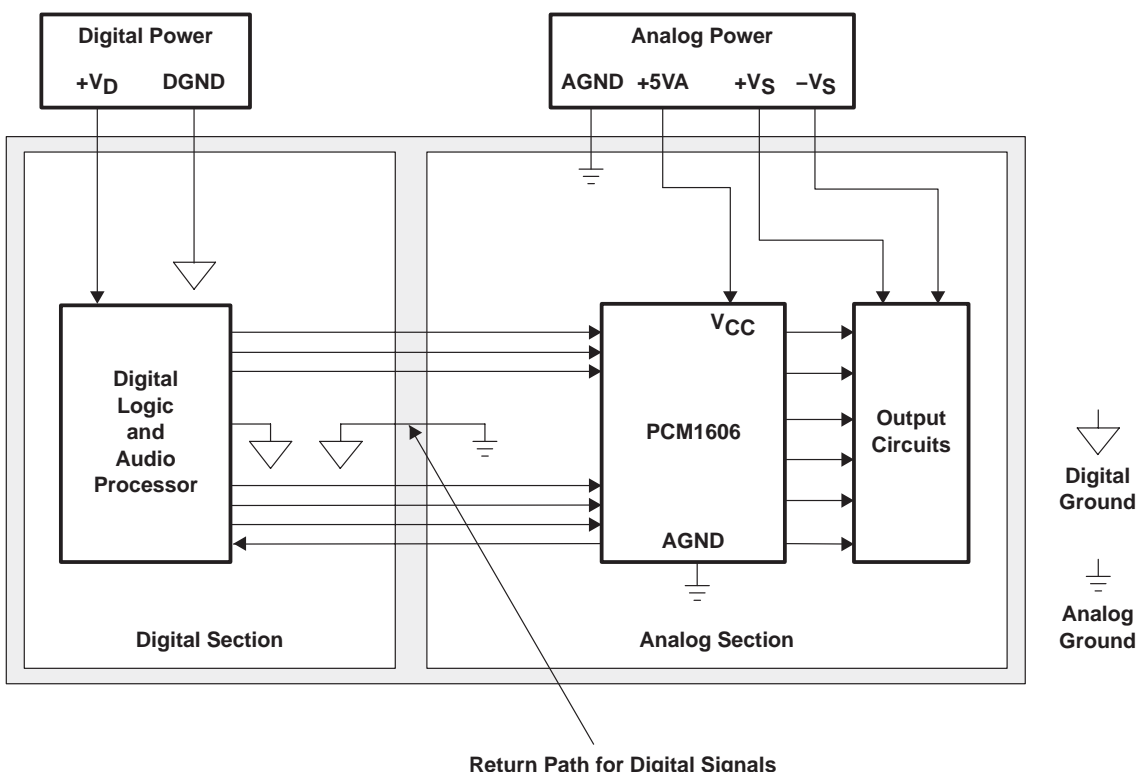 Digital Power
+VD DGND
Analog Power
AGND +5VA +VS −VS
VCC
Digital
Logic
and
Audio
Processor
PCM1606
Output
Circuits
AGND
Digital
Ground
Analog
Ground
Digital Section
Analog Section
Return Path for Digital Signals